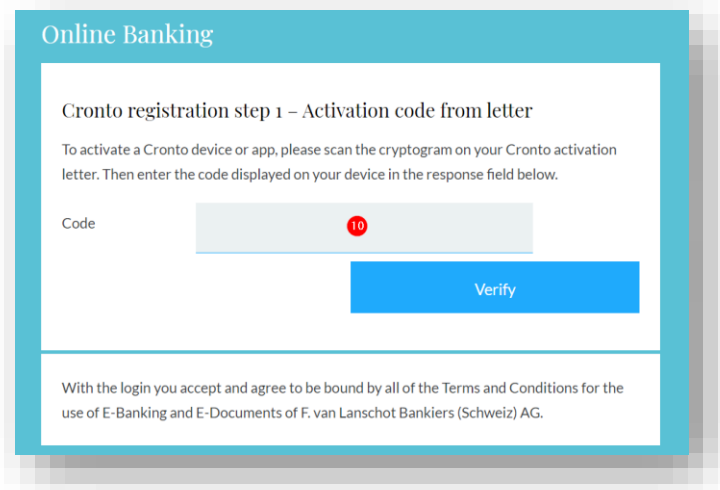 Online Banking
Cronto registration step 1 – Activation code from letter
To activate a Cronto device or app, please scan the cryptogram on your Cronto activation
letter. Then enter the code displayed on your device in the response field below.
Code
10
Verify
With the login you accept and agree to be bound by all of the Terms and Conditions for the
use of E-Banking and E-Documents of F. van Lanschot Bankiers (Schweiz) AG.